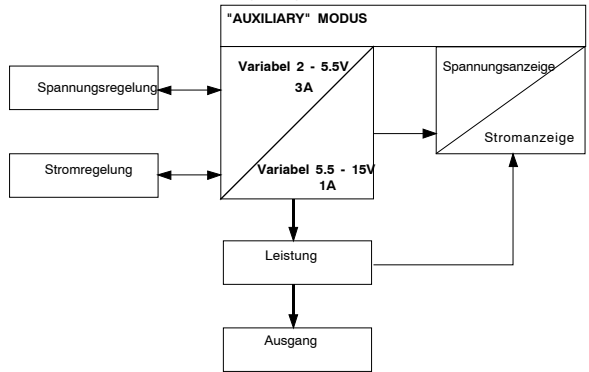 "AUXILIARY" MODUS
Variabel 2 - 5.5V
3A
Spannungsanzeige
Spannungsregelung
Stromanzeige
Stromregelung
Variabel 5.5 - 15V
1A
Leistung
Ausgang